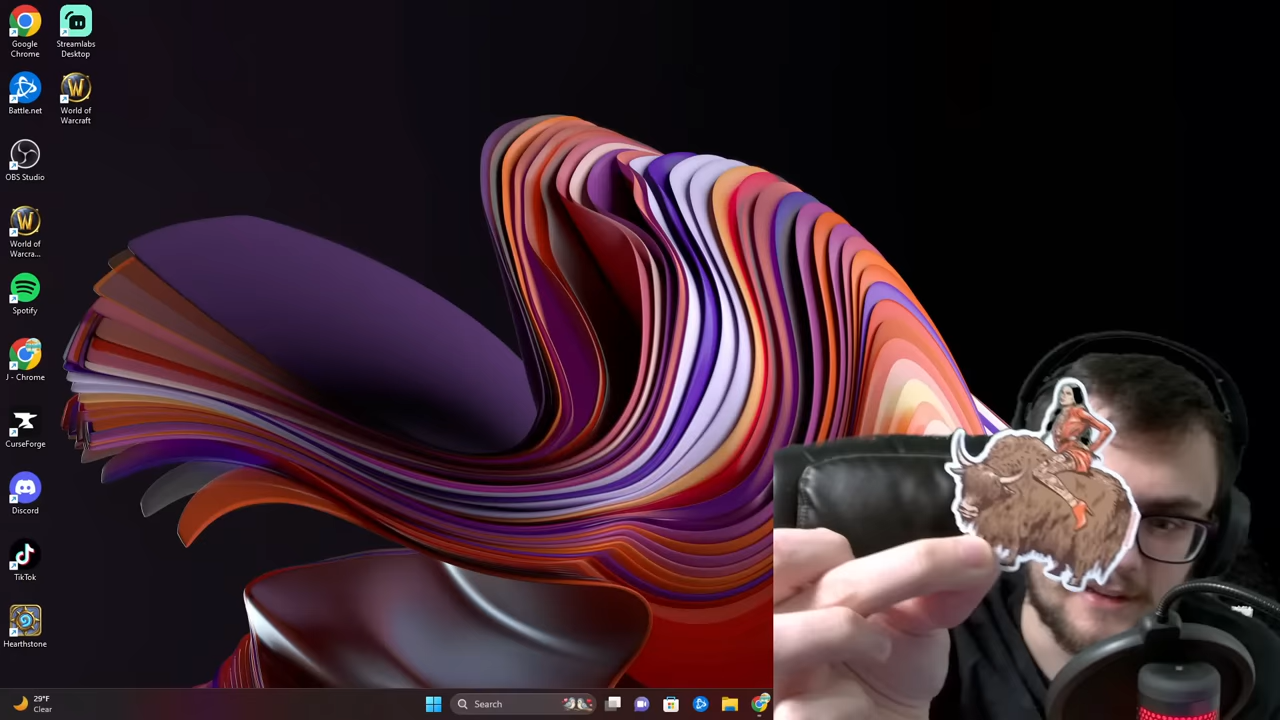 Google
Chrome
Streamlabs
Desktop
Battle.net
World of
Warcraft
OBS Studio
World of
Warcra...
Spotify
J - Chrome
CurseForge
Discord
TikTok
Hearthstone
29°F
Clear
Search